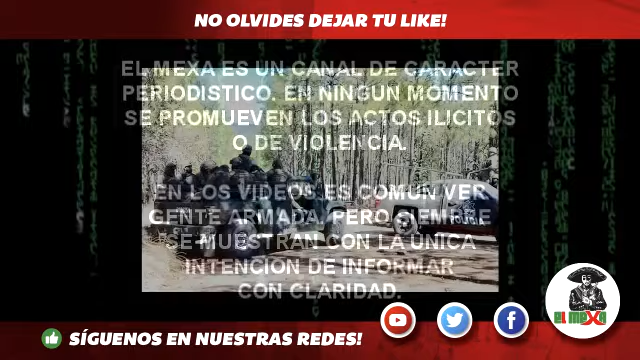 NO OLVIDES DEJAR TU LIKE!
EL MEXA ES UN CANAL DE CARACTER
PERIODISTICO. EN NINGUN MOMENTO
SE PROMUEVEN LOS ACTOS ILICITOS
O DE VIOLENCIA.
EN LOS VIDEOS ES COMUN VER
GENTE ARMADA, PERO SIEMPRE
SE MUESTRAN CON LA UNICA
INTENCION DE INFORMAR
CON CLARIDAD.
EL MEXA
SÍGUENOS EN NUESTRAS REDES!